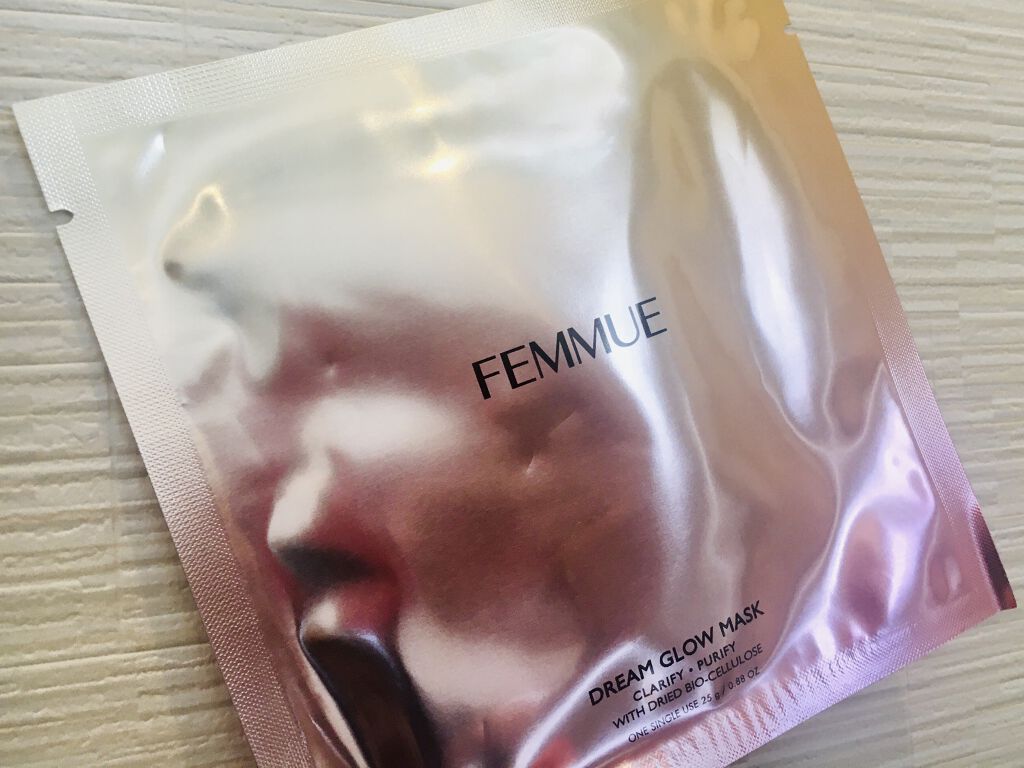 FEMMUE
DREAM GLOW MASK
CLARIFY • PURIFY
WITH DRIED BIO-CELLULOSE
ONE SINGLE USE 25 g / 0.88 OZ